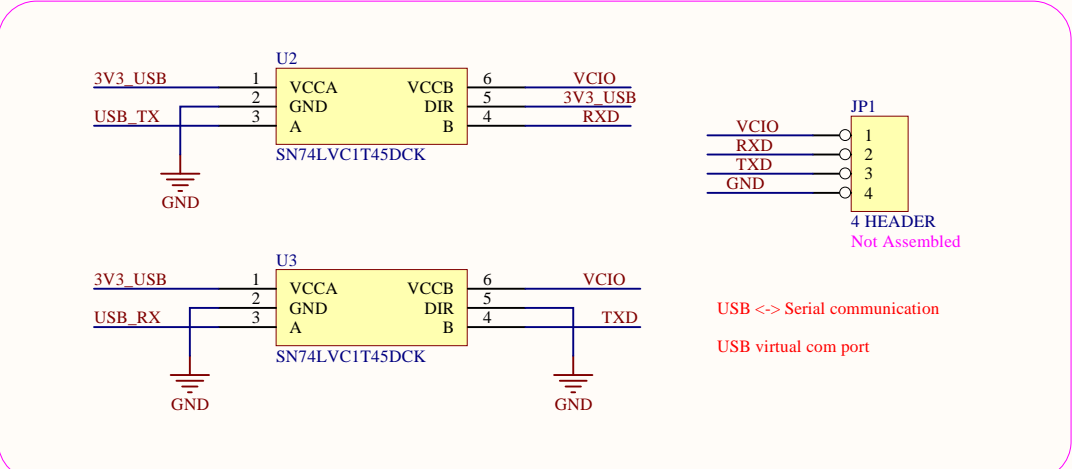 U2
3V3_USB 1 VCCA VCCB 6 VCIO
2 GND DIR 5 3V3_USB
USB_TX 3 A B 4 RXD
SN74LVC1T45DCK
GND
JP1
VCIO 1
RXD 2
TXD 3
GND 4
4 HEADER
Not Assembled
U3
3V3_USB 1 VCCA VCCB 6 VCIO
2 GND DIR 5
USB_RX 3 A B 4 TXD
SN74LVC1T45DCK
GND
GND
USB <-> Serial communication
USB virtual com port